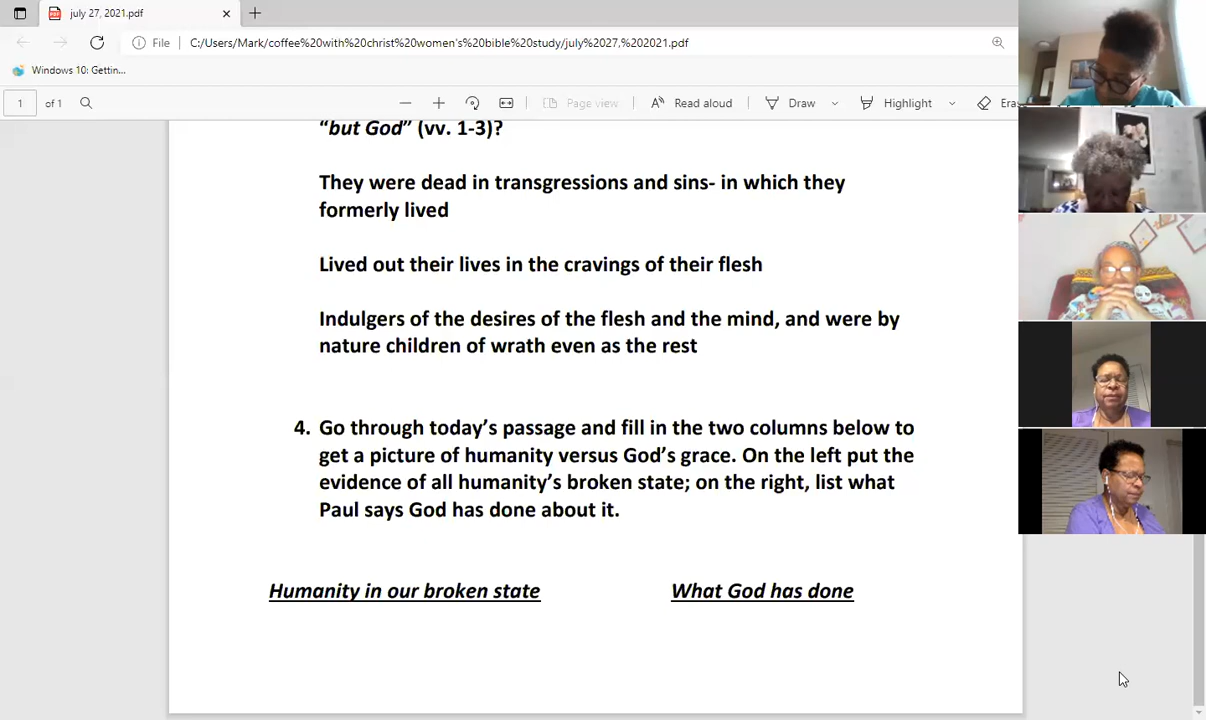 july 27, 2021.pdf
File C:/Users/Mark/coffee%20with%20christ%20women's%20bible%20study/july%2027,%202021.pdf
Windows 10: Gettin...
1 of 1 Page view Read aloud Draw Highlight Eras
"but God" (vv. 1-3)?
They were dead in transgressions and sins- in which they
formerly lived
Lived out their lives in the cravings of their flesh
Indulgers of the desires of the flesh and the mind, and were by
nature children of wrath even as the rest
4. Go through today's passage and fill in the two columns below to
get a picture of humanity versus God's grace. On the left put the
evidence of all humanity's broken state; on the right, list what
Paul says God has done about it.
Humanity in our broken state What God has done